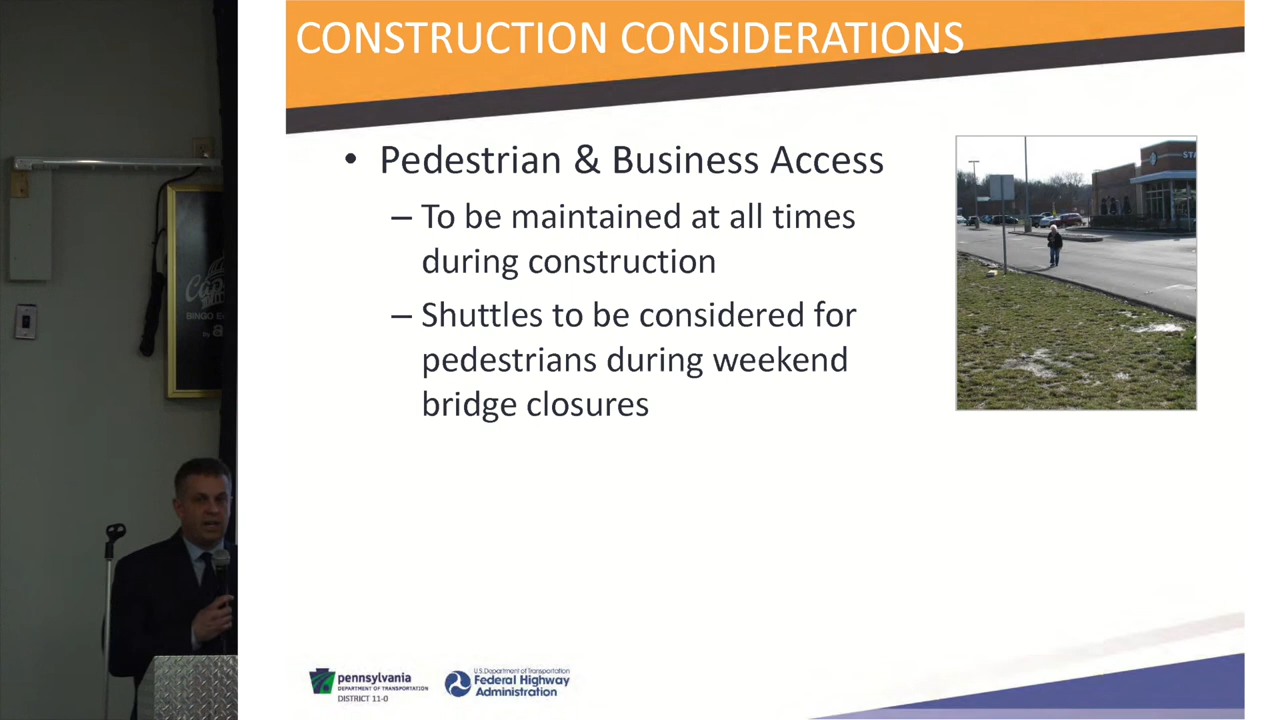 CONSTRUCTION CONSIDERATIONS
• Pedestrian & Business Access
– To be maintained at all times
during construction
– Shuttles to be considered for
pedestrians during weekend
bridge closures
pennsylvania
DEPARTMENT OF TRANSPORTATION
DISTRICT 11-0
U.S. Department of Transportation
Federal Highway
Administration
BINGO